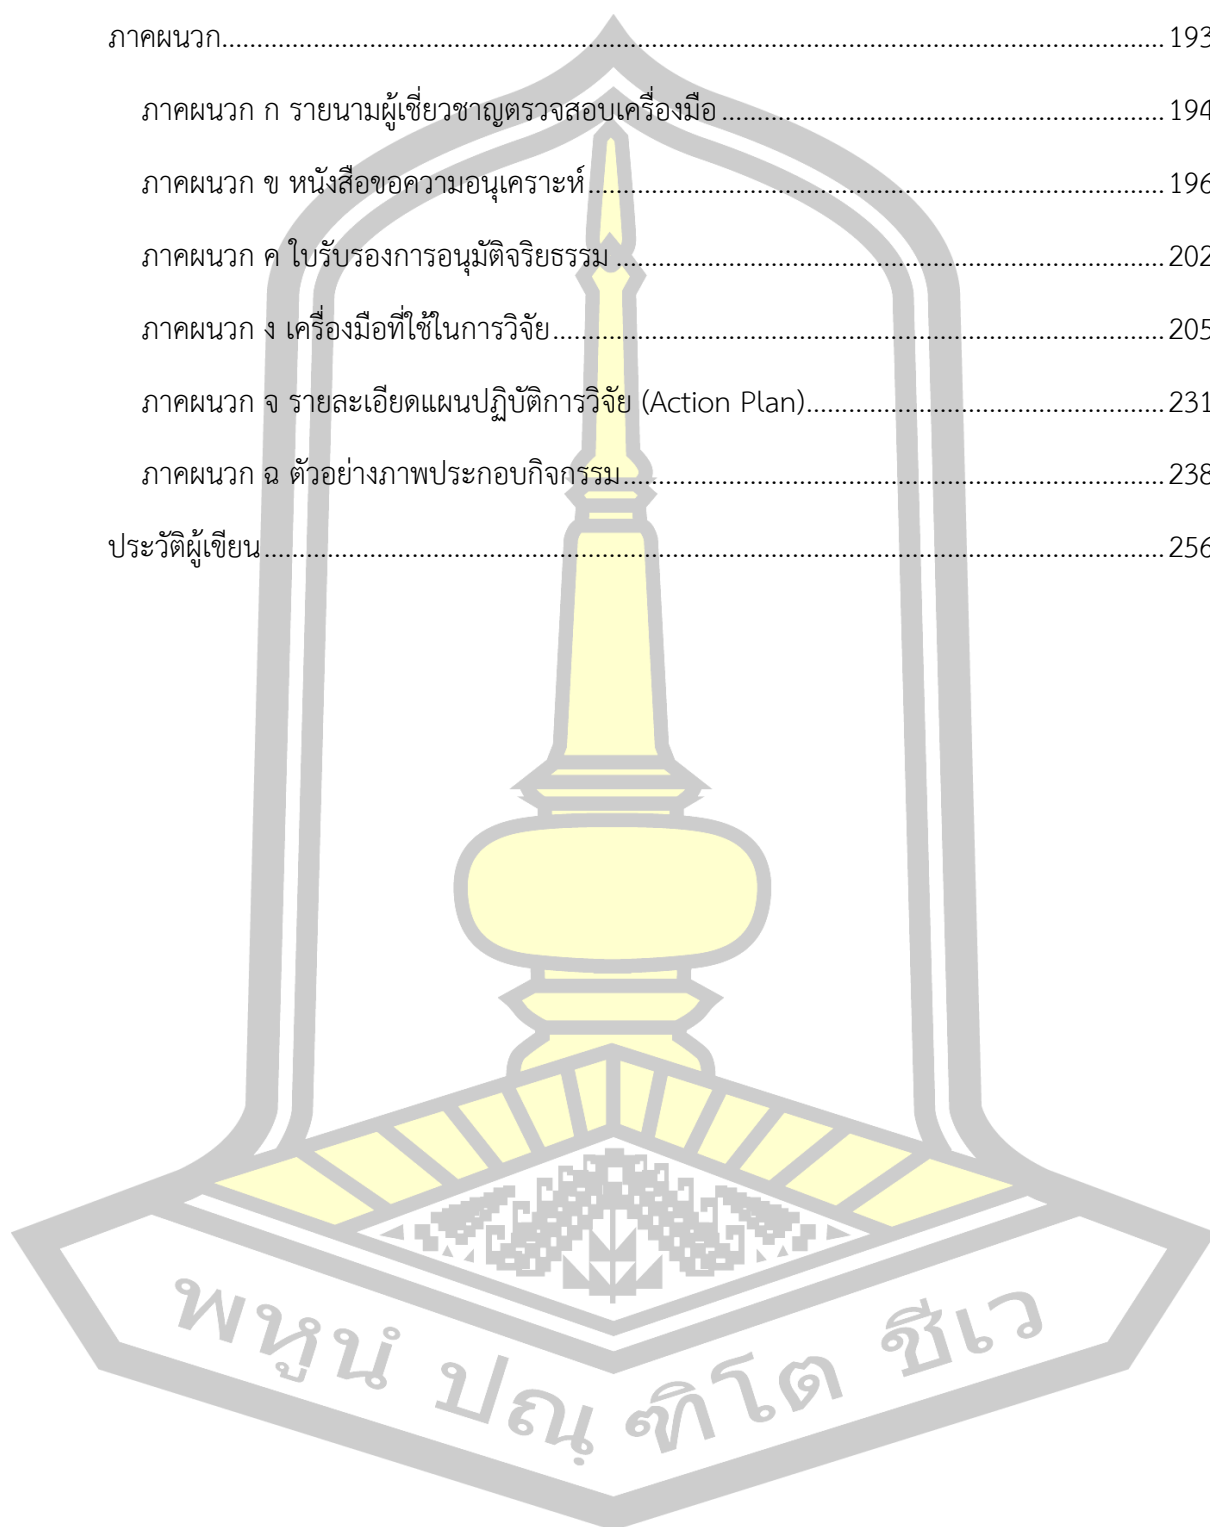 ภาคผนวก.................................................................................................................................... 193
ภาคผนวก ก รายนามผู้เชี่ยวชาญตรวจสอบเครื่องมือ.............................................................. 194
ภาคผนวก ข หนังสือขอความอนุเคราะห์................................................................................. 196
ภาคผนวก ค ใบรับรองการอนุมัติจริยธรรม............................................................................. 202
ภาคผนวก ง เครื่องมือที่ใช้ในการวิจัย...................................................................................... 205
ภาคผนวก จ รายละเอียดแผนปฏิบัติการวิจัย (Action Plan).................................................. 231
ภาคผนวก ฉ ตัวอย่างภาพประกอบกิจกรรม............................................................................ 238
ประวัติผู้เขียน.............................................................................................................................. 256
พหูนํ ปณฺฑิโต ชีเว